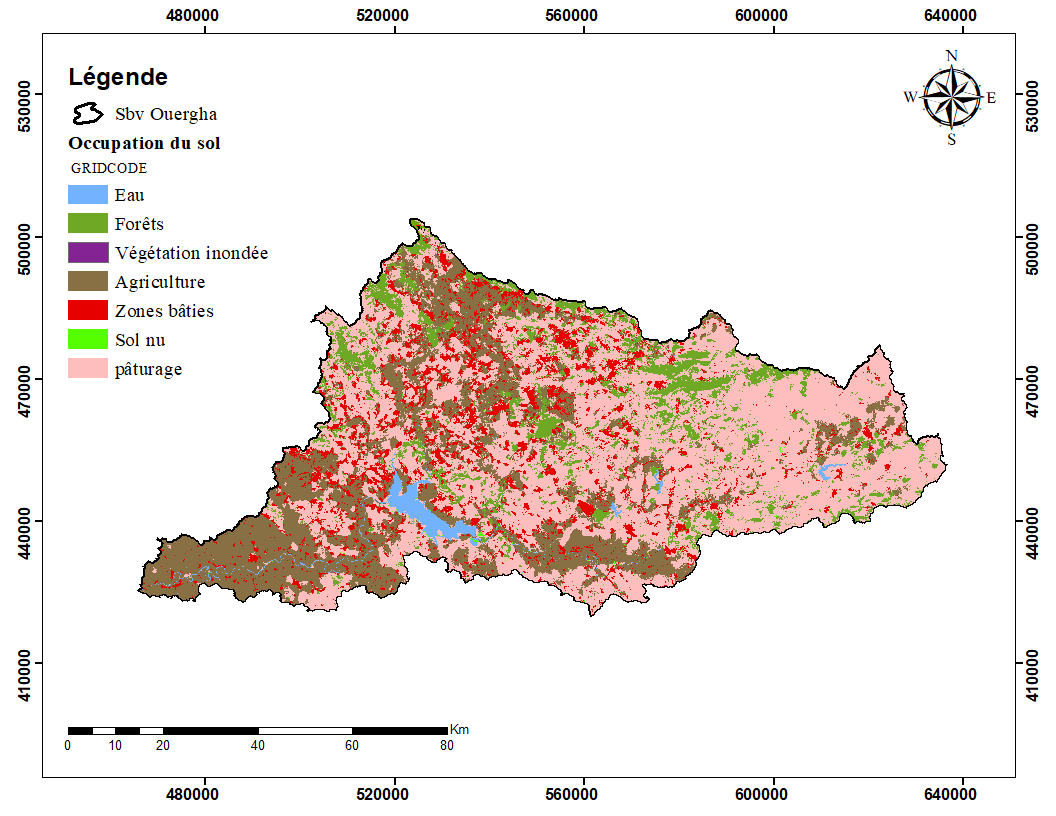 480000 520000 560000 600000 640000
Légende
Sbv Ouergha
Occupation du sol
GRIDCODE
Eau
Forêts
Végétation inondée
Agriculture
Zones bâties
Sol nu
pâturage
N
W E
S
530000 530000
500000 500000
470000 470000
440000 440000
410000 410000
Km
0 10 20 40 60 80
480000 520000 560000 600000 640000